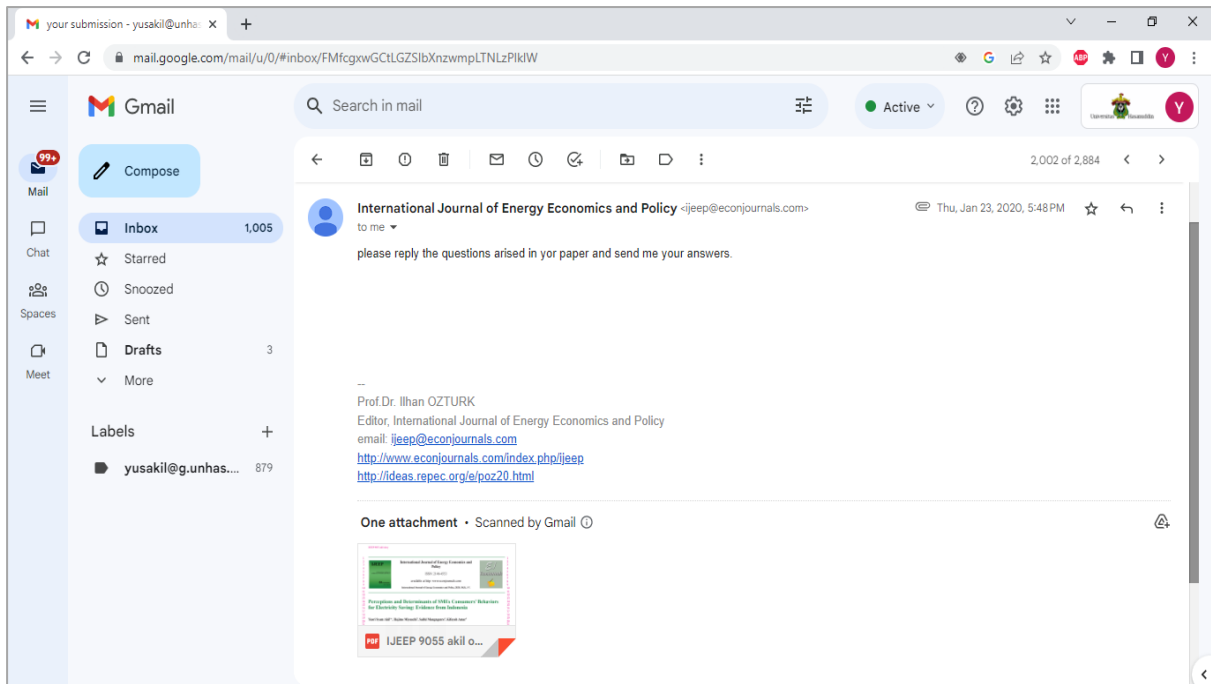 your submission - yusakil@unhas
mail.google.com/mail/u/0/#inbox/FMfcgxwGCtLGZSlbXnzwmpLTNLzPlklW
ABP
Y
Gmail
Search in mail
Active
Y
99+
Mail
Compose
2,002 of 2,884
Chat
Inbox 1,005
Starred
Spaces
Snoozed
Sent
Meet
Drafts 3
More
Labels
yusakil@g.unhas.... 879
International Journal of Energy Economics and Policy <ijeep@econjournals.com>
Thu, Jan 23, 2020, 5:48 PM
to me
please reply the questions arised in yor paper and send me your answers.
--
Prof.Dr. Ilhan OZTURK
Editor, International Journal of Energy Economics and Policy
email: ijeep@econjournals.com
http://www.econjournals.com/index.php/ijeep
http://ideas.repec.org/e/poz20.html
One attachment • Scanned by Gmail
International Journal of Energy Economics and
Policy
Perceptions and Determinants of SMEs Consumers' Behaviors
for Electricity Saving: Evidence from Indonesia
PDF
IJEEP 9055 akil o...